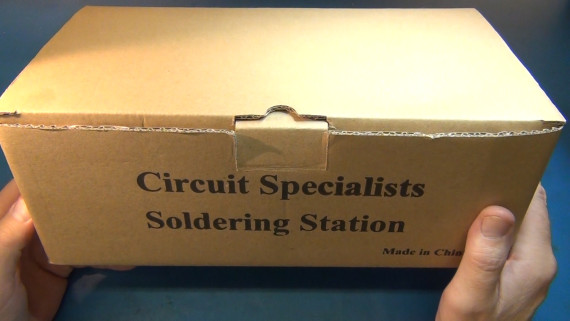 Circuit Specialists
Soldering Station
Made in Chin